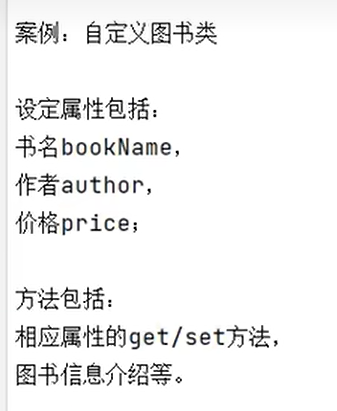 案例：自定义图书类
设定属性包括：
书名bookName，
作者author，
价格price；
方法包括：
相应属性的get/set方法，
图书信息介绍等。